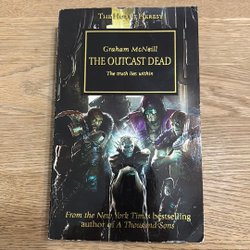 The Horus Heresy
Graham McNeill
THE OUTCAST DEAD
The truth lies within
From the New York Times bestselling
author of A Thousand Sons